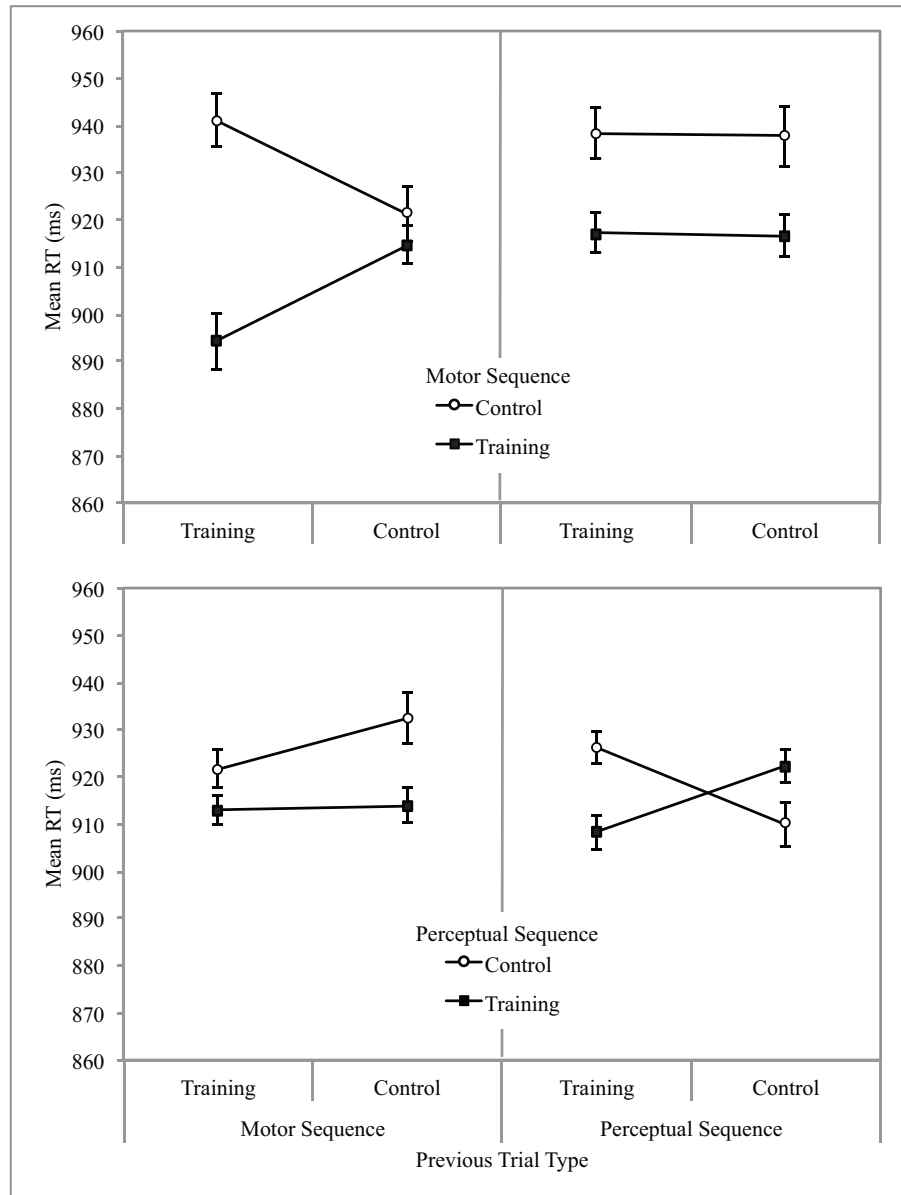 960
950
940
930
920
910
900
890
880
870
860
Mean RT (ms)
Motor Sequence
Control
Training
Training Control Training Control
960
950
940
930
920
910
900
890
880
870
860
Mean RT (ms)
Perceptual Sequence
Control
Training
Training Control Training Control
Motor Sequence Perceptual Sequence
Previous Trial Type